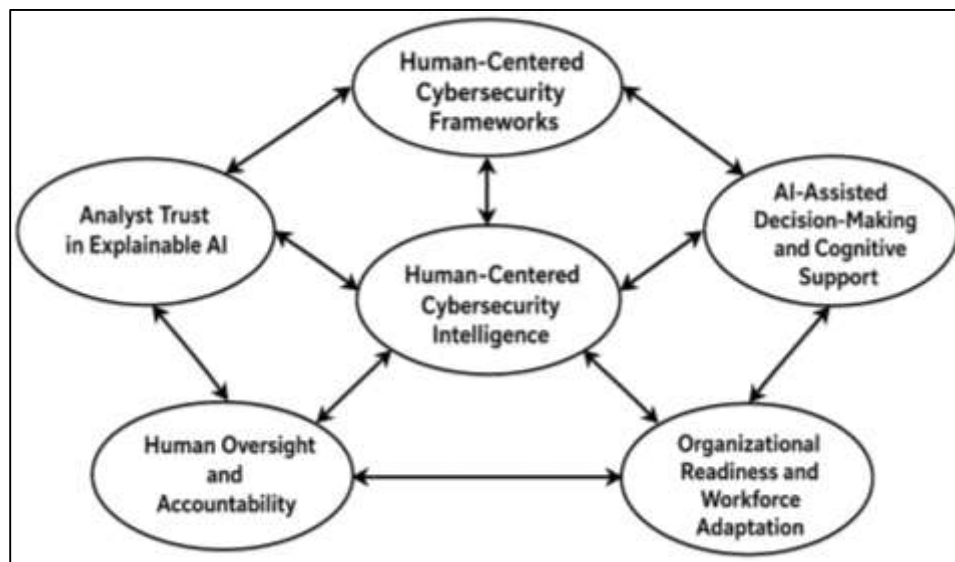 Human-Centered
Cybersecurity
Frameworks
Analyst Trust
in Explainable AI
AI-Assisted
Decision-Making
and Cognitive
Support
Human-Centered
Cybersecurity
Intelligence
Human Oversight
and
Accountability
Organizational
Readiness and
Workforce
Adaptation